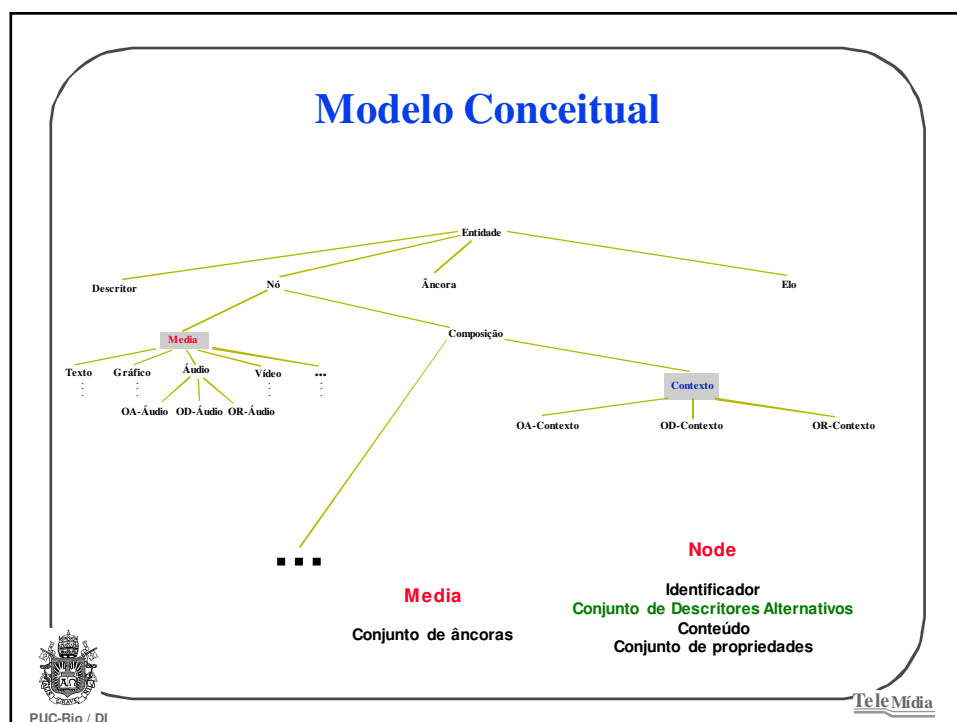 Modelo Conceitual
Entidade
Descritor Nó Âncora Elo
Media Composição
Texto Gráfico Áudio Vídeo ...
Contexto
OA-Áudio OD-Áudio OR-Áudio
OA-Contexto OD-Contexto OR-Contexto
...
Node
Identificador
Conjunto de Descritores Alternativos
Conteúdo
Conjunto de propriedades
Media
Conjunto de âncoras
PUC-Rio / DI
TeleMídia